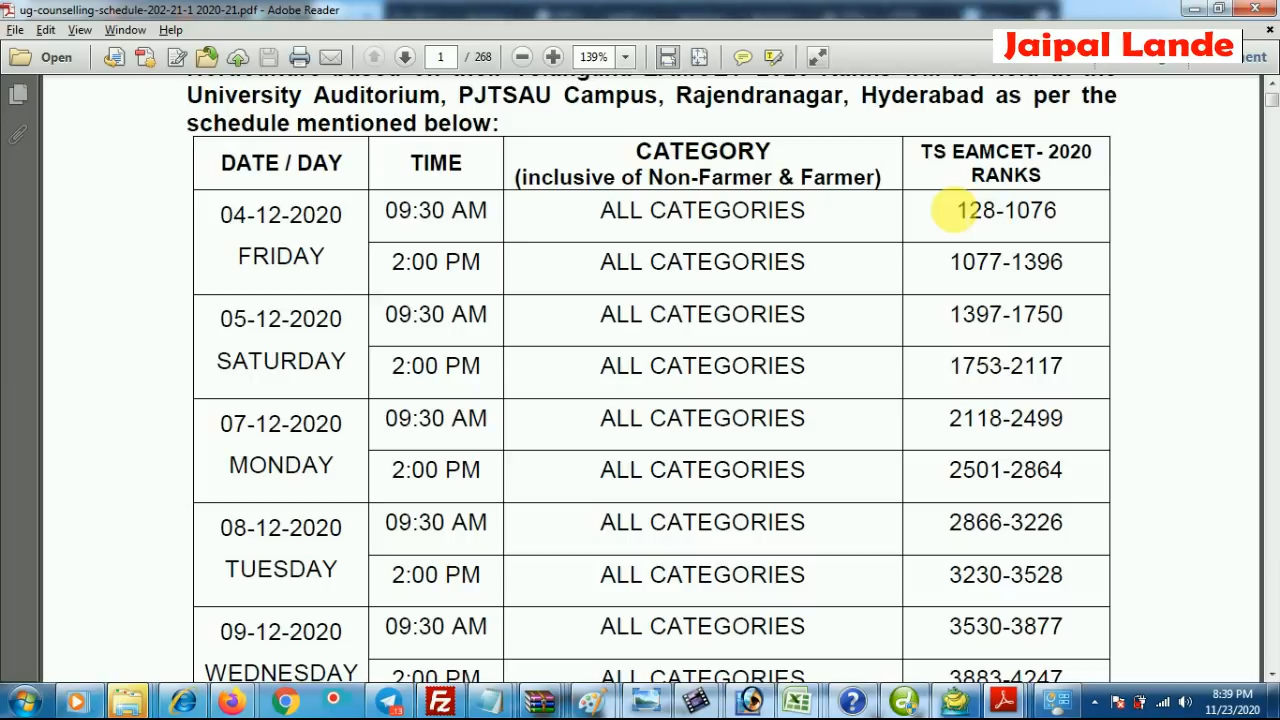 ug-counselling-schedule-202-21-1 2020-21.pdf - Adobe Reader
File Edit View Window Help
Open 1 / 268 139%
Jaipal Lande
University Auditorium, PJTSAU Campus, Rajendranagar, Hyderabad as per the
schedule mentioned below:
DATE / DAY TIME CATEGORY (inclusive of Non-Farmer & Farmer) TS EAMCET- 2020 RANKS
04-12-2020 FRIDAY 09:30 AM ALL CATEGORIES 128-1076
2:00 PM ALL CATEGORIES 1077-1396
05-12-2020 SATURDAY 09:30 AM ALL CATEGORIES 1397-1750
2:00 PM ALL CATEGORIES 1753-2117
07-12-2020 MONDAY 09:30 AM ALL CATEGORIES 2118-2499
2:00 PM ALL CATEGORIES 2501-2864
08-12-2020 TUESDAY 09:30 AM ALL CATEGORIES 2866-3226
2:00 PM ALL CATEGORIES 3230-3528
09-12-2020 WEDNESDAY 09:30 AM ALL CATEGORIES 3530-3877
2:00 PM ALL CATEGORIES 3883-4247
8:39 PM
11/23/2020